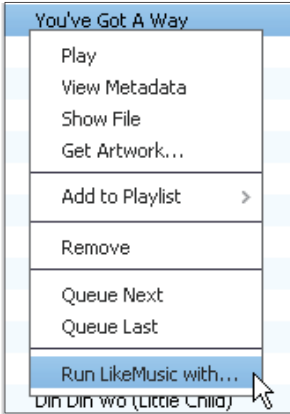 You've Got A Way
Play
View Metadata
Show File
Get Artwork...
Add to Playlist >
Remove
Queue Next
Queue Last
Run LikeMusic with...
Din Din Wo (Little Child)